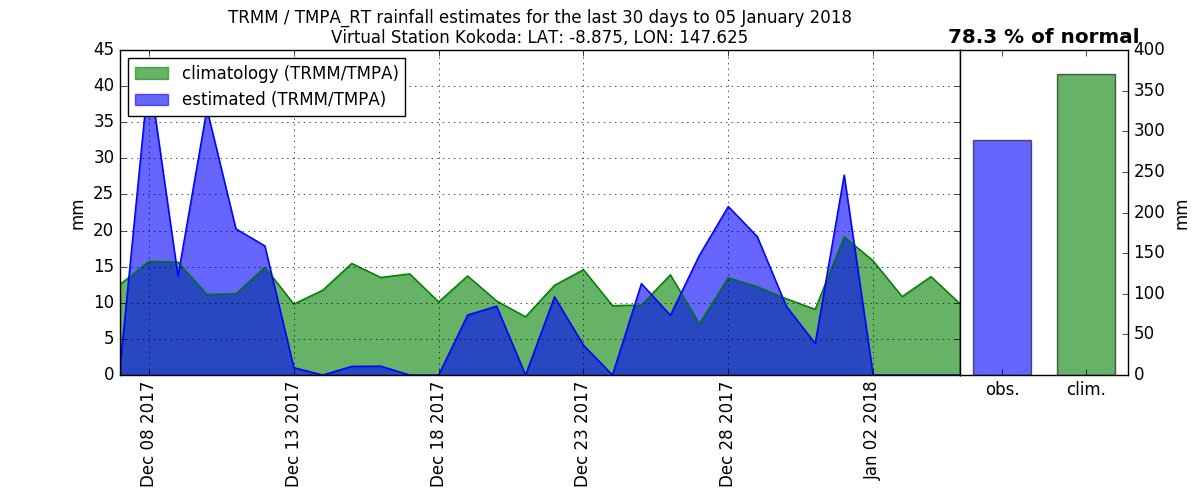 TRMM / TMPA_RT rainfall estimates for the last 30 days to 05 January 2018
Virtual Station Kokoda: LAT: -8.875, LON: 147.625
78.3 % of normal
climatology (TRMM/TMPA)
estimated (TRMM/TMPA)
45
40
35
30
25
20
15
10
5
0
mm
Dec 08 2017
Dec 13 2017
Dec 18 2017
Dec 23 2017
Dec 28 2017
Jan 02 2018
obs.
clim.
400
350
300
250
200
150
100
50
0
mm